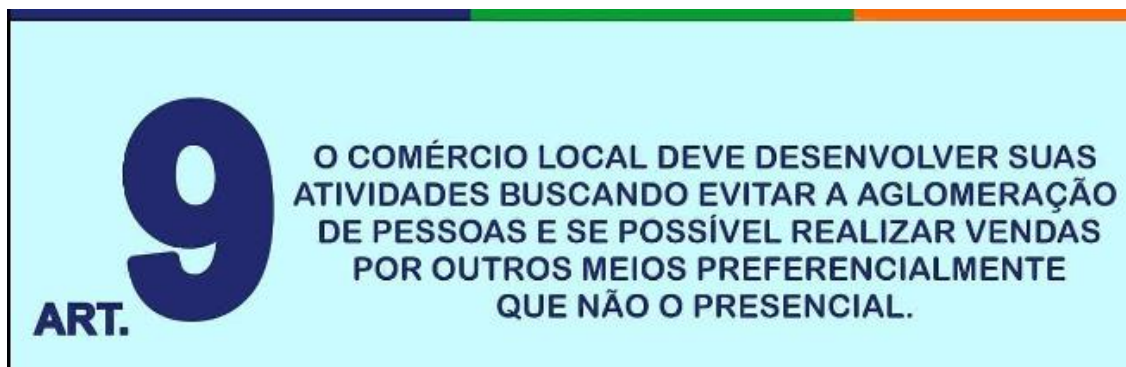 ART. 9
O COMÉRCIO LOCAL DEVE DESENVOLVER SUAS
ATIVIDADES BUSCANDO EVITAR A AGLOMERAÇÃO
DE PESSOAS E SE POSSÍVEL REALIZAR VENDAS
POR OUTROS MEIOS PREFERENCIALMENTE
QUE NÃO O PRESENCIAL.